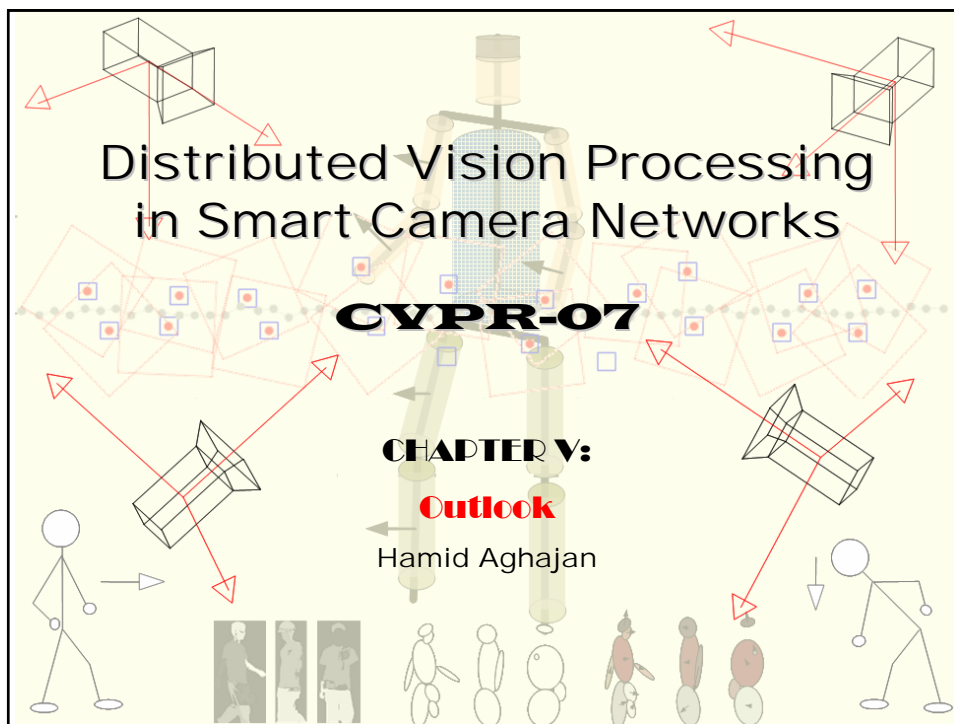 Distributed Vision Processing
in Smart Camera Networks
CVPR-07
CHAPTER V:
Outlook
Hamid Aghajan